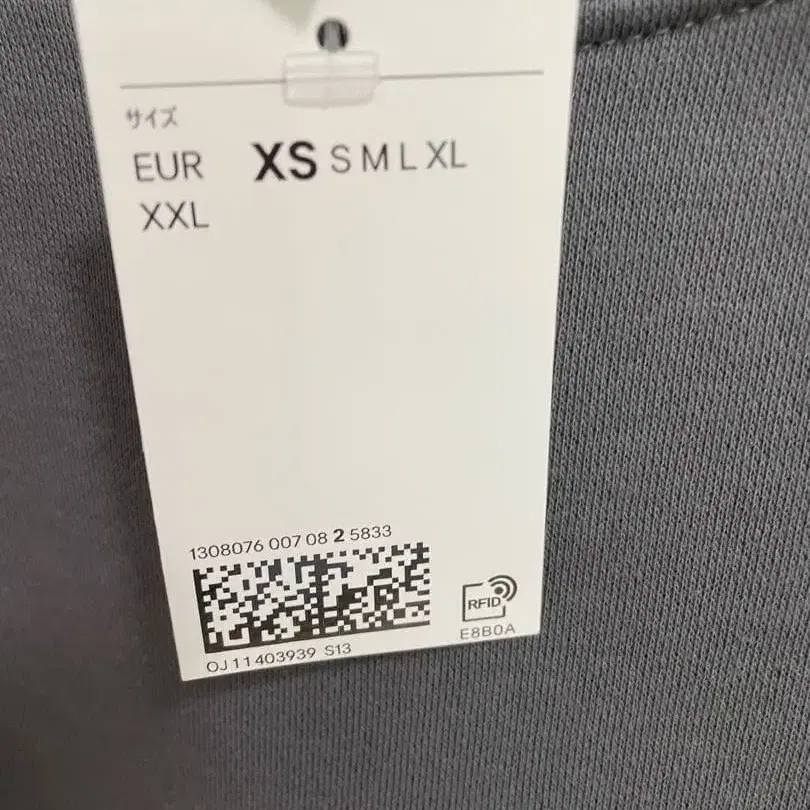 サイズ
EUR XS S M L XL
XXL
1308076 007 08 2 5833
RFID
E8B0A
OJ11403939 S13